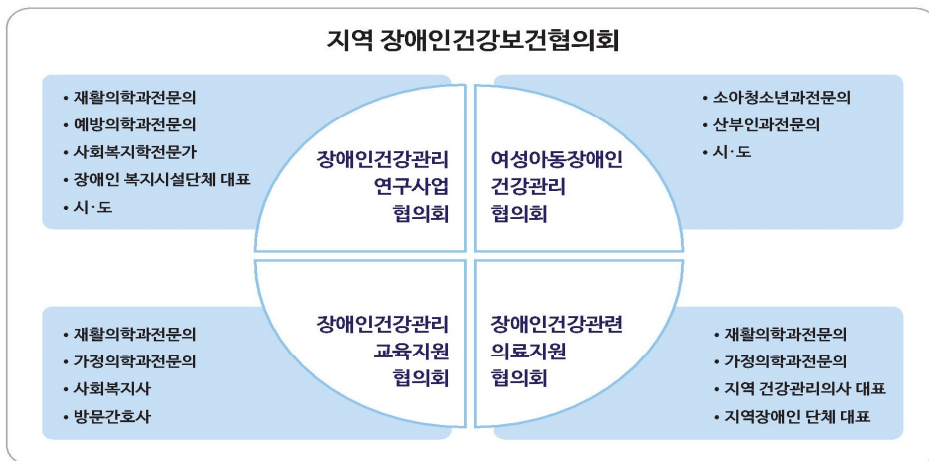 지역 장애인건강보건협의회
• 재활의학과전문의
• 예방의학과전문의
• 사회복지학전문가
• 장애인 복지시설단체 대표
• 시·도
장애인건강관리
연구사업
협의회
여성아동장애인
건강관리
협의회
• 소아청소년과전문의
• 산부인과전문의
• 시·도
• 재활의학과전문의
• 가정의학과전문의
• 사회복지사
• 방문간호사
장애인건강관리
교육지원
협의회
장애인건강관련
의료지원
협의회
• 재활의학과전문의
• 가정의학과전문의
• 지역 건강관리의사 대표
• 지역장애인 단체 대표